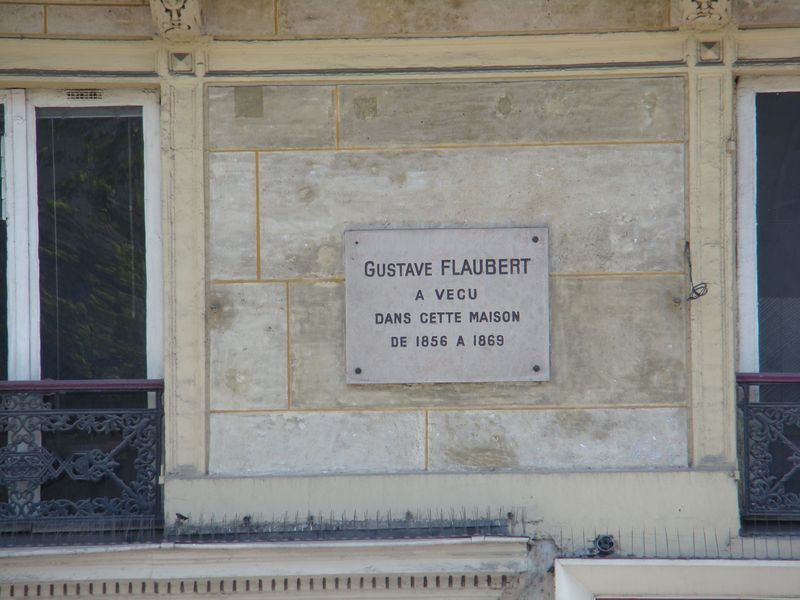 GUSTAVE FLAUBERT
A VECU
DANS CETTE MAISON
DE 1856 A 1869